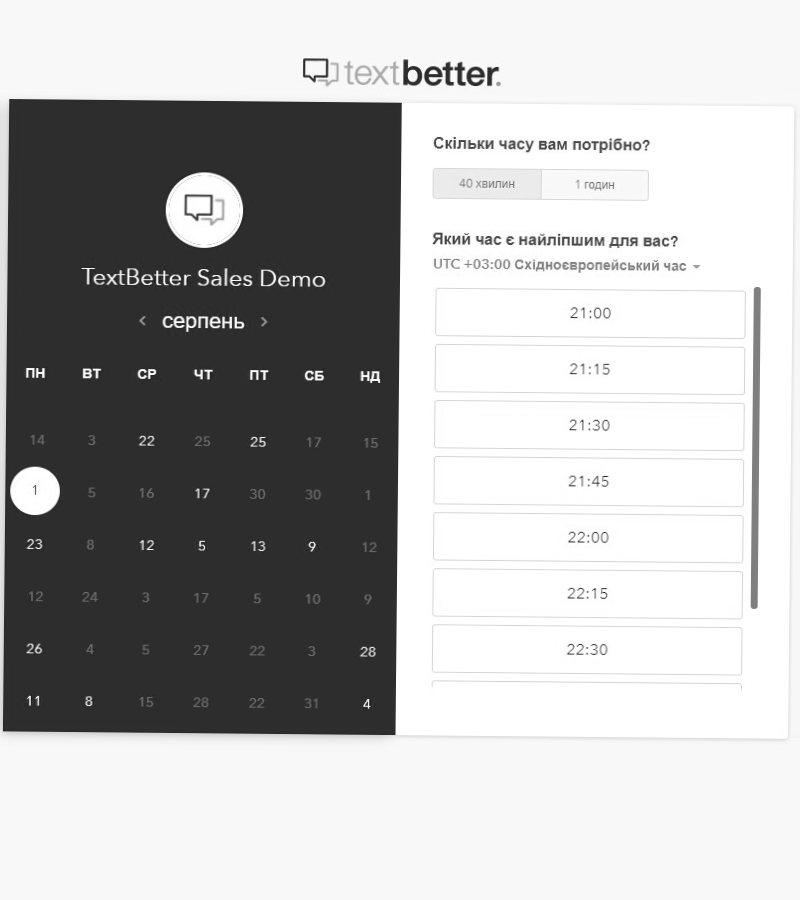 textbetter.
TextBetter Sales Demo
‹ серпень ›
ПН ВТ СР ЧТ ПТ СБ НД
14 3 22 25 25 17 15
1 5 16 17 30 30 1
23 8 12 5 13 9 12
12 24 3 17 5 10 9
26 4 5 27 22 3 28
11 8 15 28 22 31 4
Скільки часу вам потрібно?
40 хвилин 1 годин
Який час є найліпшим для вас?
UTC +03:00 Східноєвропейський час
21:00
21:15
21:30
21:45
22:00
22:15
22:30